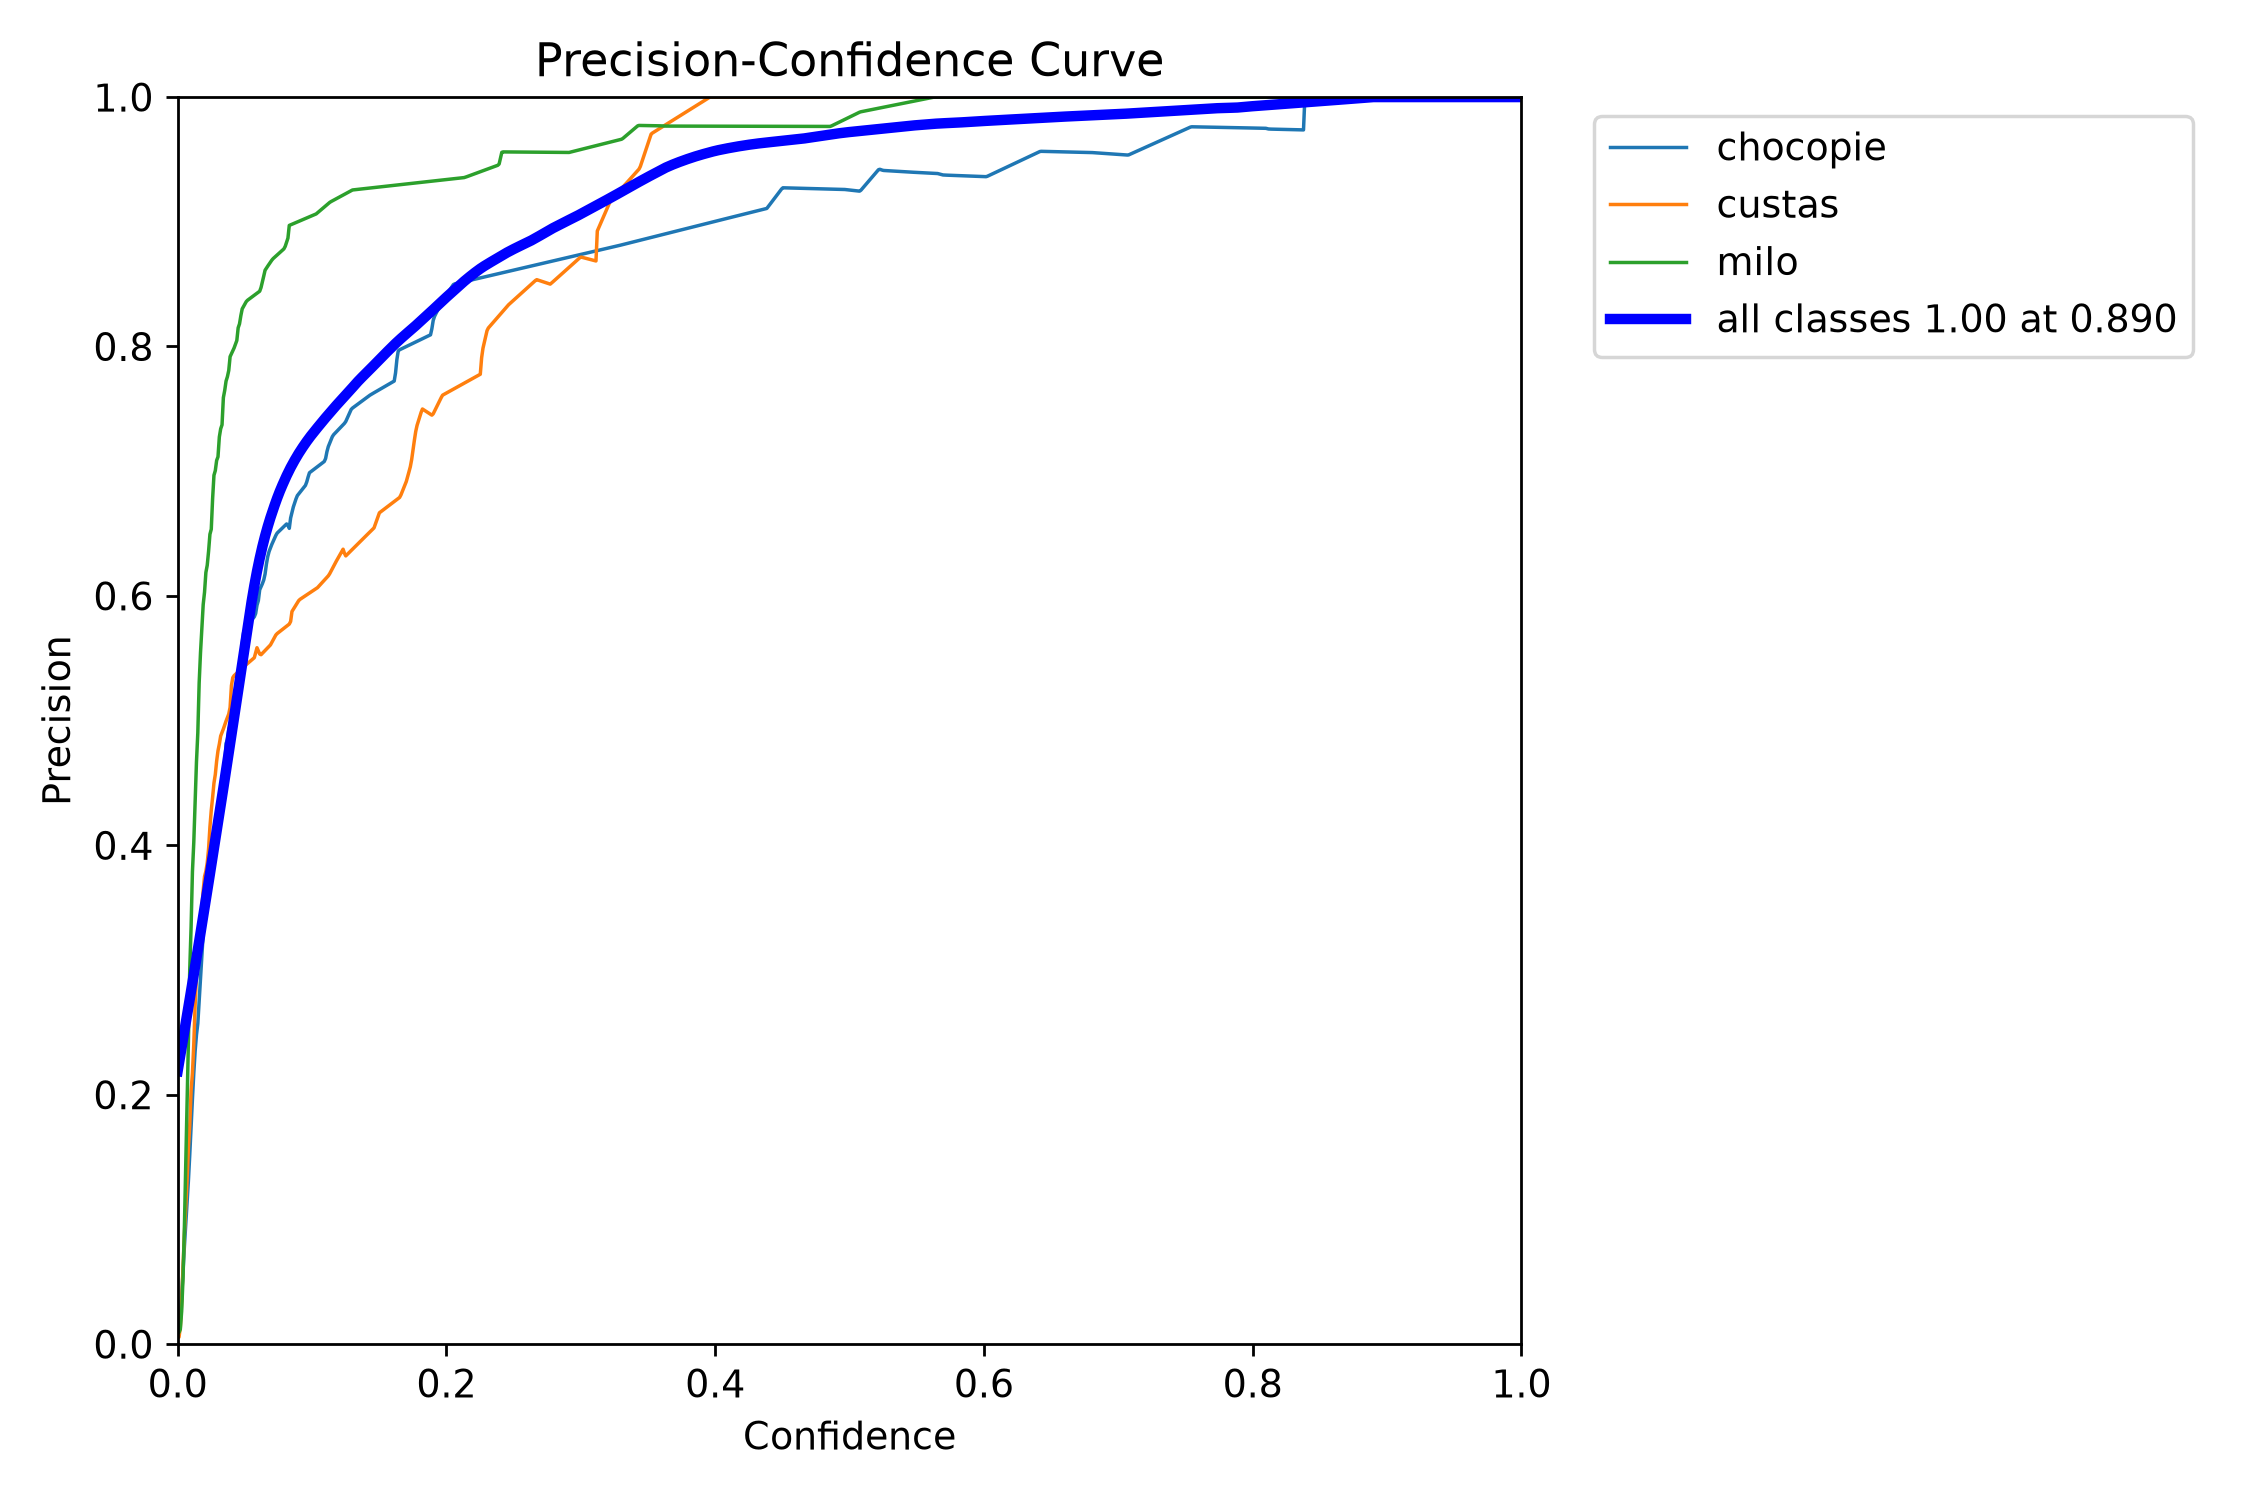 Precision-Confidence Curve
1.0
0.8
0.6
0.4
0.2
0.0
Precision
0.0 0.2 0.4 0.6 0.8 1.0
Confidence
chocopie
custas
milo
all classes 1.00 at 0.890